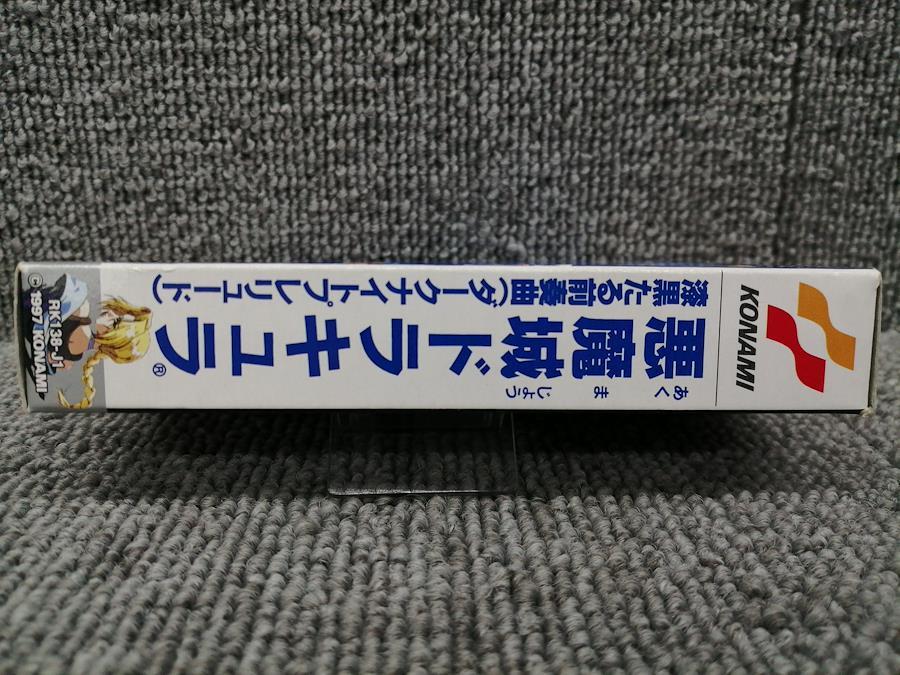 KONAMI
あくまじょう
悪魔城ドラキュラ®
漆黒たる前奏曲(ダークナイトプレリュード)
RK138-J1
© 1997 KONAMI